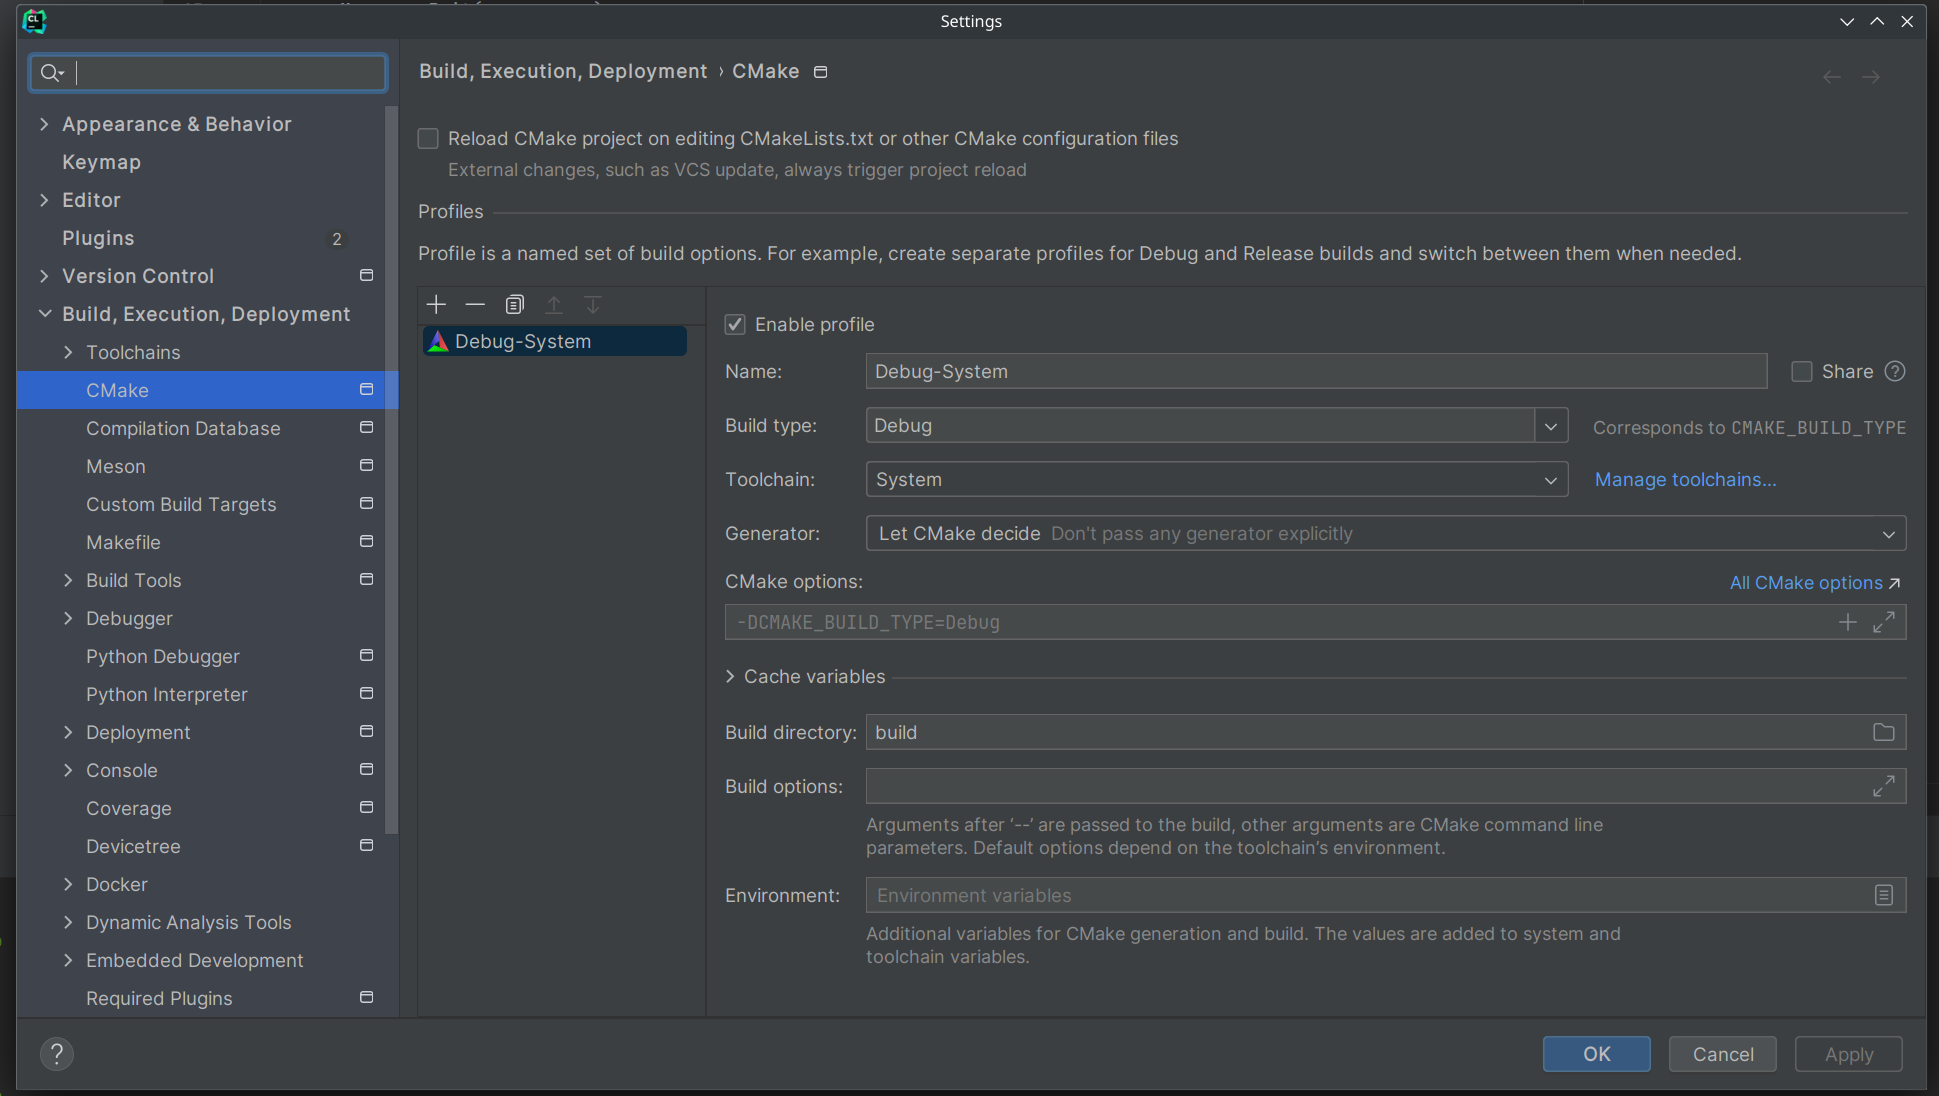 Settings
Appearance & Behavior
Keymap
Editor
Plugins 2
Version Control
Build, Execution, Deployment
Toolchains
CMake
Compilation Database
Meson
Custom Build Targets
Makefile
Build Tools
Debugger
Python Debugger
Python Interpreter
Deployment
Console
Coverage
Devicetree
Docker
Dynamic Analysis Tools
Embedded Development
Required Plugins
Build, Execution, Deployment › CMake
Reload CMake project on editing CMakeLists.txt or other CMake configuration files
External changes, such as VCS update, always trigger project reload
Profiles
Profile is a named set of build options. For example, create separate profiles for Debug and Release builds and switch between them when needed.
Debug-System
Enable profile
Name: Debug-System Share ?
Build type: Debug Corresponds to CMAKE_BUILD_TYPE
Toolchain: System Manage toolchains...
Generator: Let CMake decide Don't pass any generator explicitly
CMake options: All CMake options ↗
-DCMAKE_BUILD_TYPE=Debug
Cache variables
Build directory: build
Build options:
Arguments after ‘--’ are passed to the build, other arguments are CMake command line
parameters. Default options depend on the toolchain’s environment.
Environment: Environment variables
Additional variables for CMake generation and build. The values are added to system and
toolchain variables.
? OK Cancel Apply